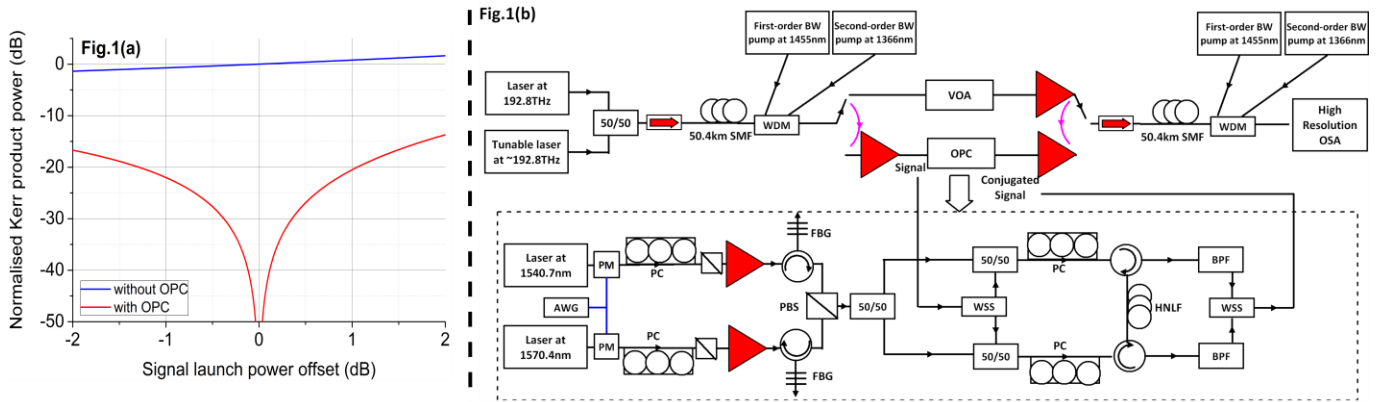 Fig.1(a)
Normalised Kerr product power (dB)
0
-10
-20
-30
-40
-50
without OPC
with OPC
-2
-1
0
1
2
Signal launch power offset (dB)
Fig.1(b)
First-order BW
pump at 1455nm
Second-order BW
pump at 1366nm
First-order BW
pump at 1455nm
Second-order BW
pump at 1366nm
Laser at
192.8THz
Tunable laser
at ~192.8THz
50/50
50.4km SMF
WDM
VOA
OPC
Signal
Conjugated
Signal
50.4km SMF
WDM
High
Resolution
OSA
Laser at
1540.7nm
PM
PC
FBG
AWG
Laser at
1570.4nm
PM
PC
FBG
PBS
50/50
WSS
50/50
PC
50/50
PC
HNLF
BPF
WSS
BPF